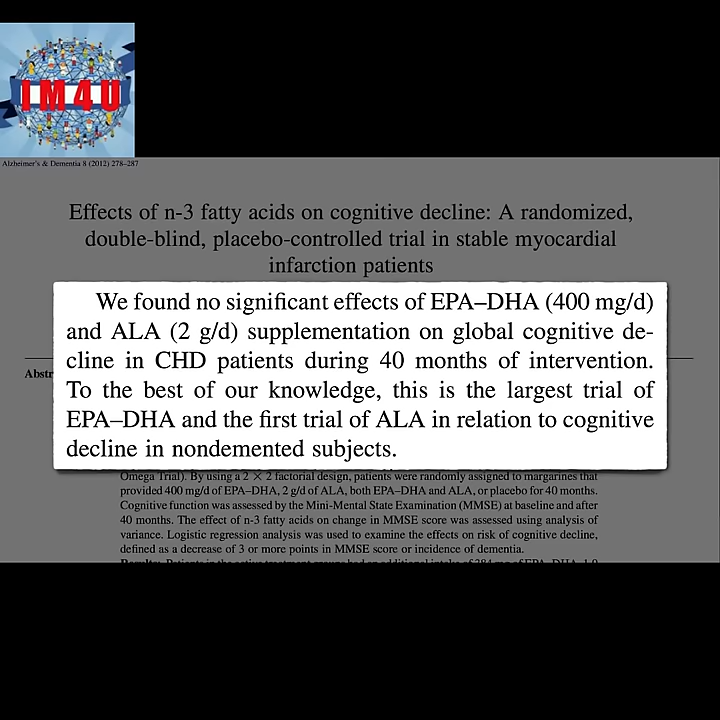 IM4U
Alzheimer's & Dementia 8 (2012) 278–287
Effects of n-3 fatty acids on cognitive decline: A randomized,
double-blind, placebo-controlled trial in stable myocardial
infarction patients
We found no significant effects of EPA–DHA (400 mg/d)
and ALA (2 g/d) supplementation on global cognitive de-
cline in CHD patients during 40 months of intervention.
To the best of our knowledge, this is the largest trial of
EPA–DHA and the first trial of ALA in relation to cognitive
decline in nondemented subjects.
Abstr
Omega Trial). By using a 2 × 2 factorial design, patients were randomly assigned to margarines that
provided 400 mg/d of EPA–DHA, 2 g/d of ALA, both EPA–DHA and ALA, or placebo for 40 months.
Cognitive function was assessed by the Mini-Mental State Examination (MMSE) at baseline and after
40 months. The effect of n-3 fatty acids on change in MMSE score was assessed using analysis of
variance. Logistic regression analysis was used to examine the effects on risk of cognitive decline,
defined as a decrease of 3 or more points in MMSE score or incidence of dementia.